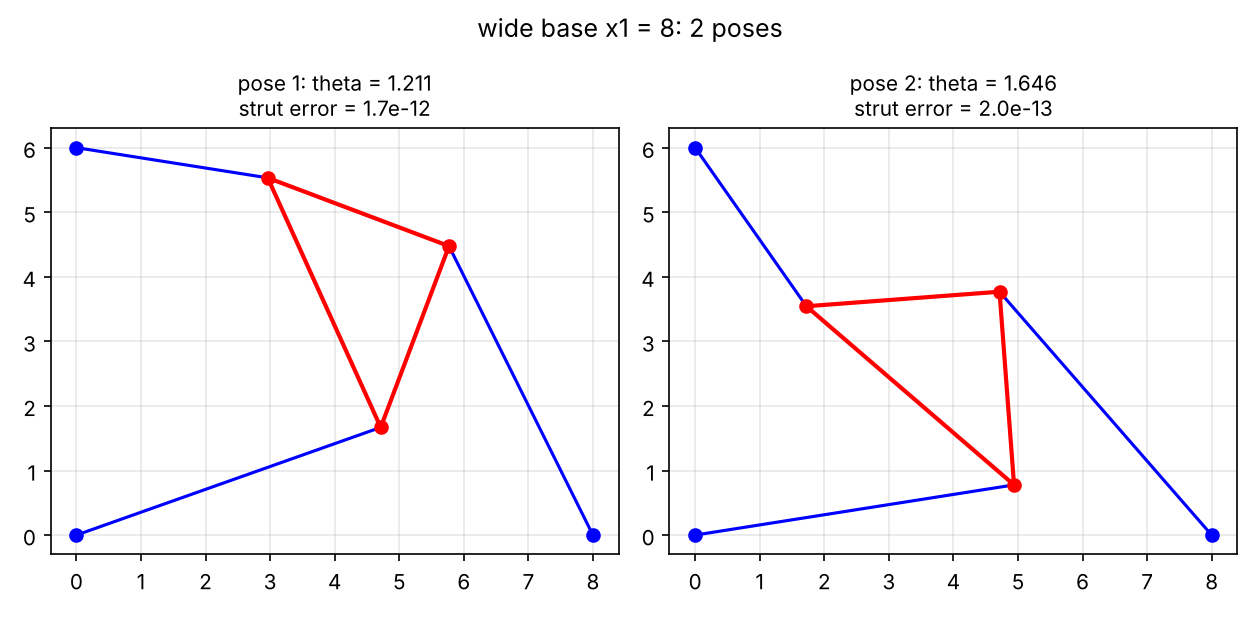 wide base x1 = 8: 2 poses
pose 1: theta = 1.211
strut error = 1.7e-12
6
5
4
3
2
1
0
0 1 2 3 4 5 6 7 8
pose 2: theta = 1.646
strut error = 2.0e-13
6
5
4
3
2
1
0
0 1 2 3 4 5 6 7 8